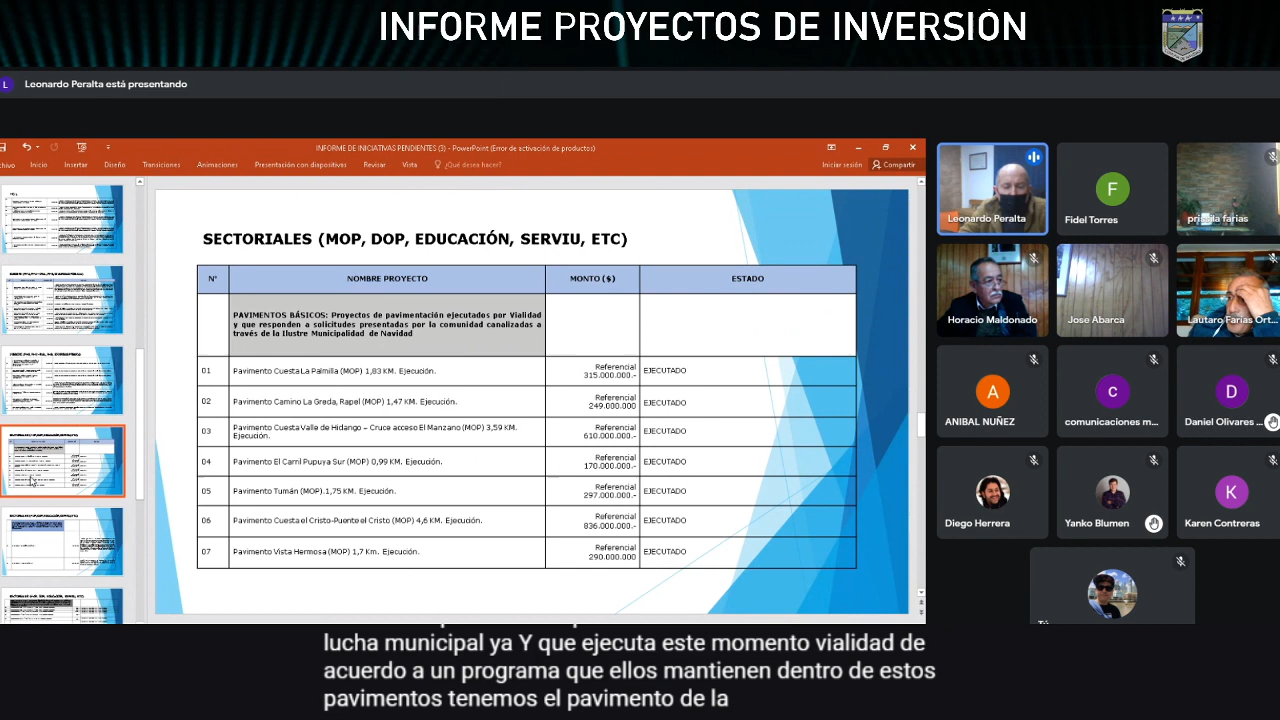 INFORME PROYECTOS DE INVERSIÓN
L
Leonardo Peralta está presentando
INFORME DE INICIATIVAS PENDIENTES (3) - PowerPoint (Error de activación de productos)
chivo Inicio Insertar Diseño Transiciones Animaciones Presentación con diapositivas Revisar Vista ¿Qué desea hacer? Iniciar sesión Compartir
SECTORIALES (MOP, DOP, EDUCACIÓN, SERVIU, ETC)
N° NOMBRE PROYECTO MONTO ($) ESTADO
PAVIMENTOS BÁSICOS: Proyectos de pavimentación ejecutados por Vialidad
y que responden a solicitudes presentadas por la comunidad canalizadas a
través de la Ilustre Municipalidad de Navidad
01 Pavimento Cuesta La Palmilla (MOP) 1,83 KM. Ejecución. Referencial 315.000.000.- EJECUTADO
02 Pavimento Camino La Greda, Rapel (MOP) 1,47 KM. Ejecución. Referencial 249.000.000 EJECUTADO
03 Pavimento Cuesta Valle de Hidango – Cruce acceso El Manzano (MOP) 3,59 KM. Ejecución. Referencial 610.000.000.- EJECUTADO
04 Pavimento El Carril Pupuya Sur (MOP) 0,99 KM. Ejecución. Referencial 170.000.000.- EJECUTADO
05 Pavimento Tumán (MOP).1,75 KM. Ejecución. Referencial 297.000.000.- EJECUTADO
06 Pavimento Cuesta el Cristo-Puente el Cristo (MOP) 4,6 KM. Ejecución. Referencial 836.000.000.- EJECUTADO
07 Pavimento Vista Hermosa (MOP) 1,7 Km. Ejecución. Referencial 290.000.000 EJECUTADO
Leonardo Peralta
F
Fidel Torres
priscila farias
Horacio Maldonado
Jose Abarca
Lautaro Farias Ort...
A
ANIBAL NUÑEZ
c
comunicaciones m...
D
Daniel Olivares ...
Diego Herrera
Yanko Blumen
K
Karen Contreras
lucha municipal ya Y que ejecuta este momento vialidad de
acuerdo a un programa que ellos mantienen dentro de estos
pavimentos tenemos el pavimento de la